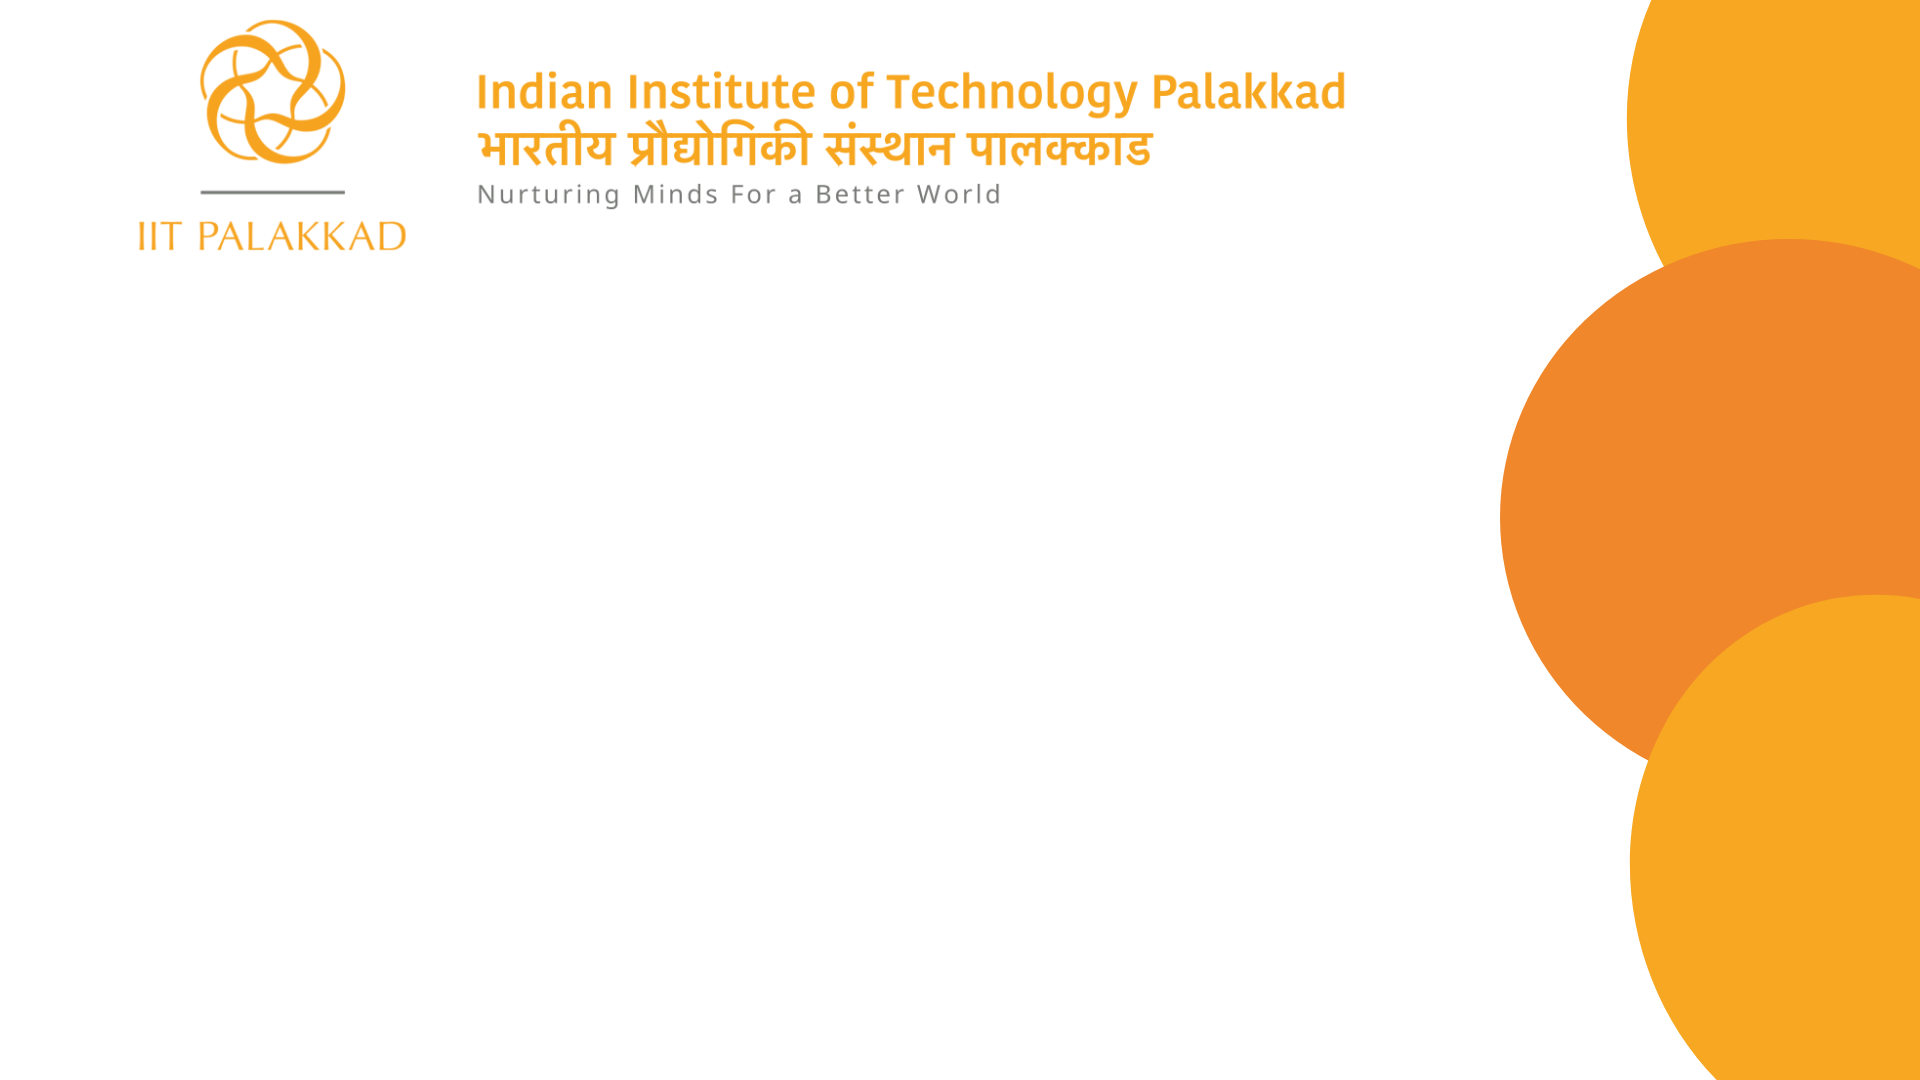 Indian Institute of Technology Palakkad
भारतीय प्रौद्योगिकी संस्थान पालक्काड
Nurturing Minds For a Better World
IIT PALAKKAD